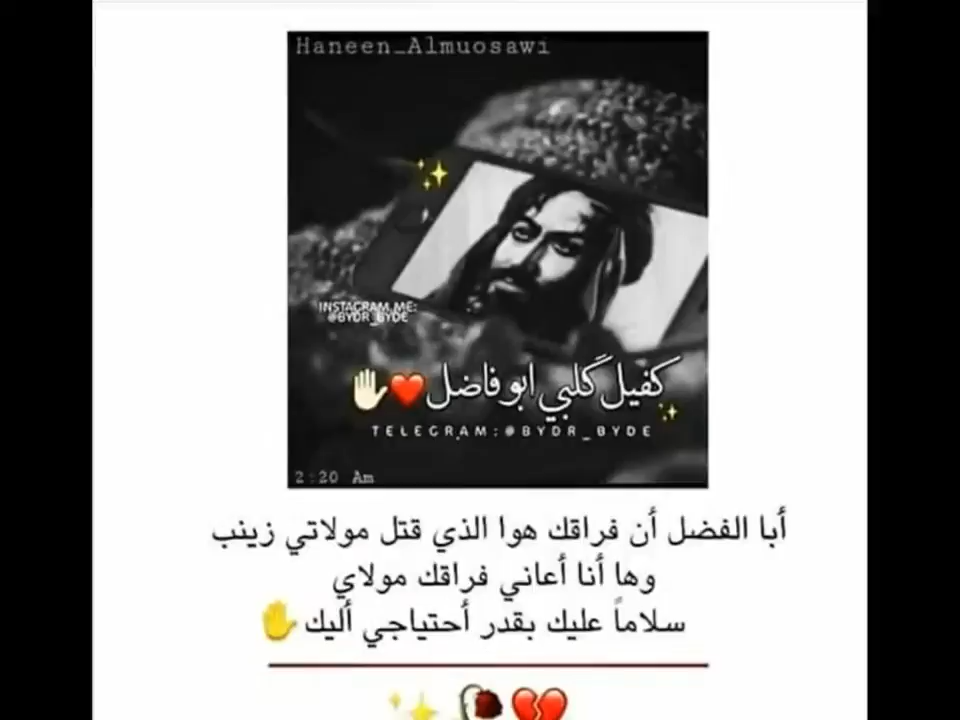 Haneen_Almuosawi
INSTAGRAM.ME:
@BYDR_BYDE
كفيل گلبي ابو فاضل
TELEGRAM:@BYDR_BYDE
2:20 Am
أبا الفضل أن فراقك هوا الذي قتل مولاتي زينب
وها أنا أعاني فراقك مولاي
سلاماً عليك بقدر أحتياجي أليك